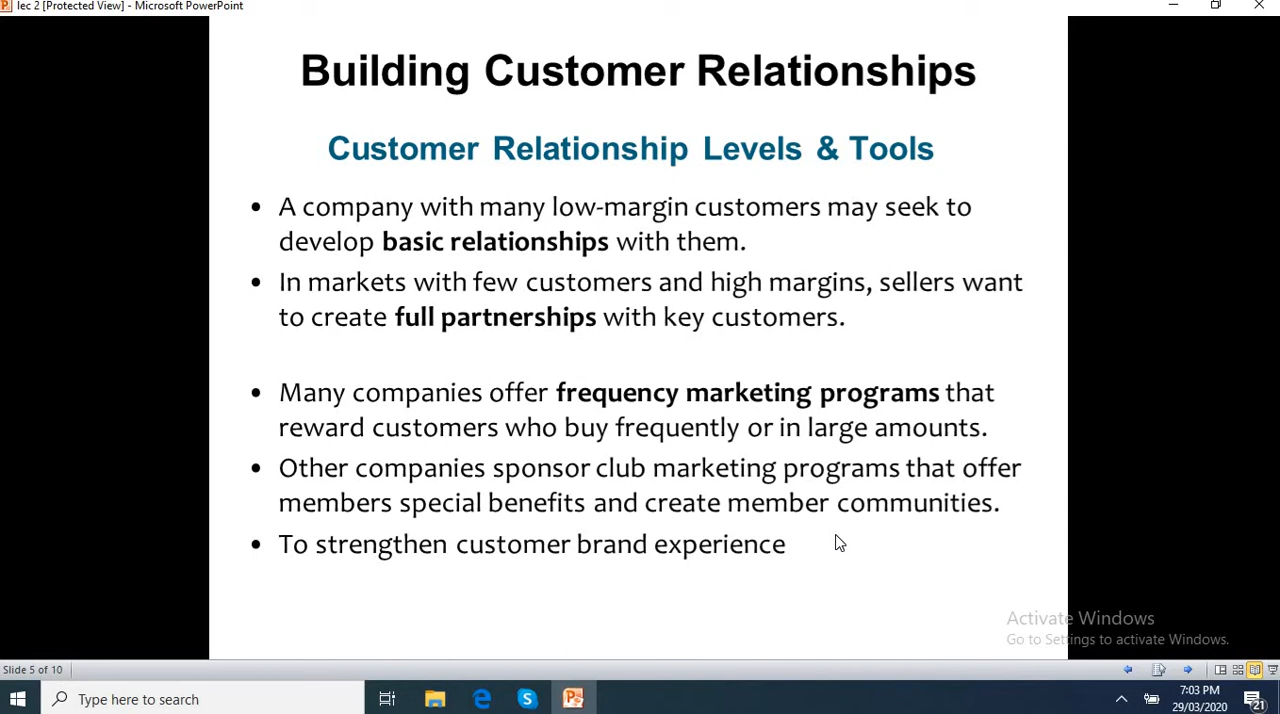 lec 2 [Protected View] - Microsoft PowerPoint
Building Customer Relationships
Customer Relationship Levels & Tools
• A company with many low-margin customers may seek to
develop basic relationships with them.
• In markets with few customers and high margins, sellers want
to create full partnerships with key customers.
• Many companies offer frequency marketing programs that
reward customers who buy frequently or in large amounts.
• Other companies sponsor club marketing programs that offer
members special benefits and create member communities.
• To strengthen customer brand experience
Activate Windows
Go to Settings to activate Windows.
Slide 5 of 10
Type here to search
7:03 PM
29/03/2020
21